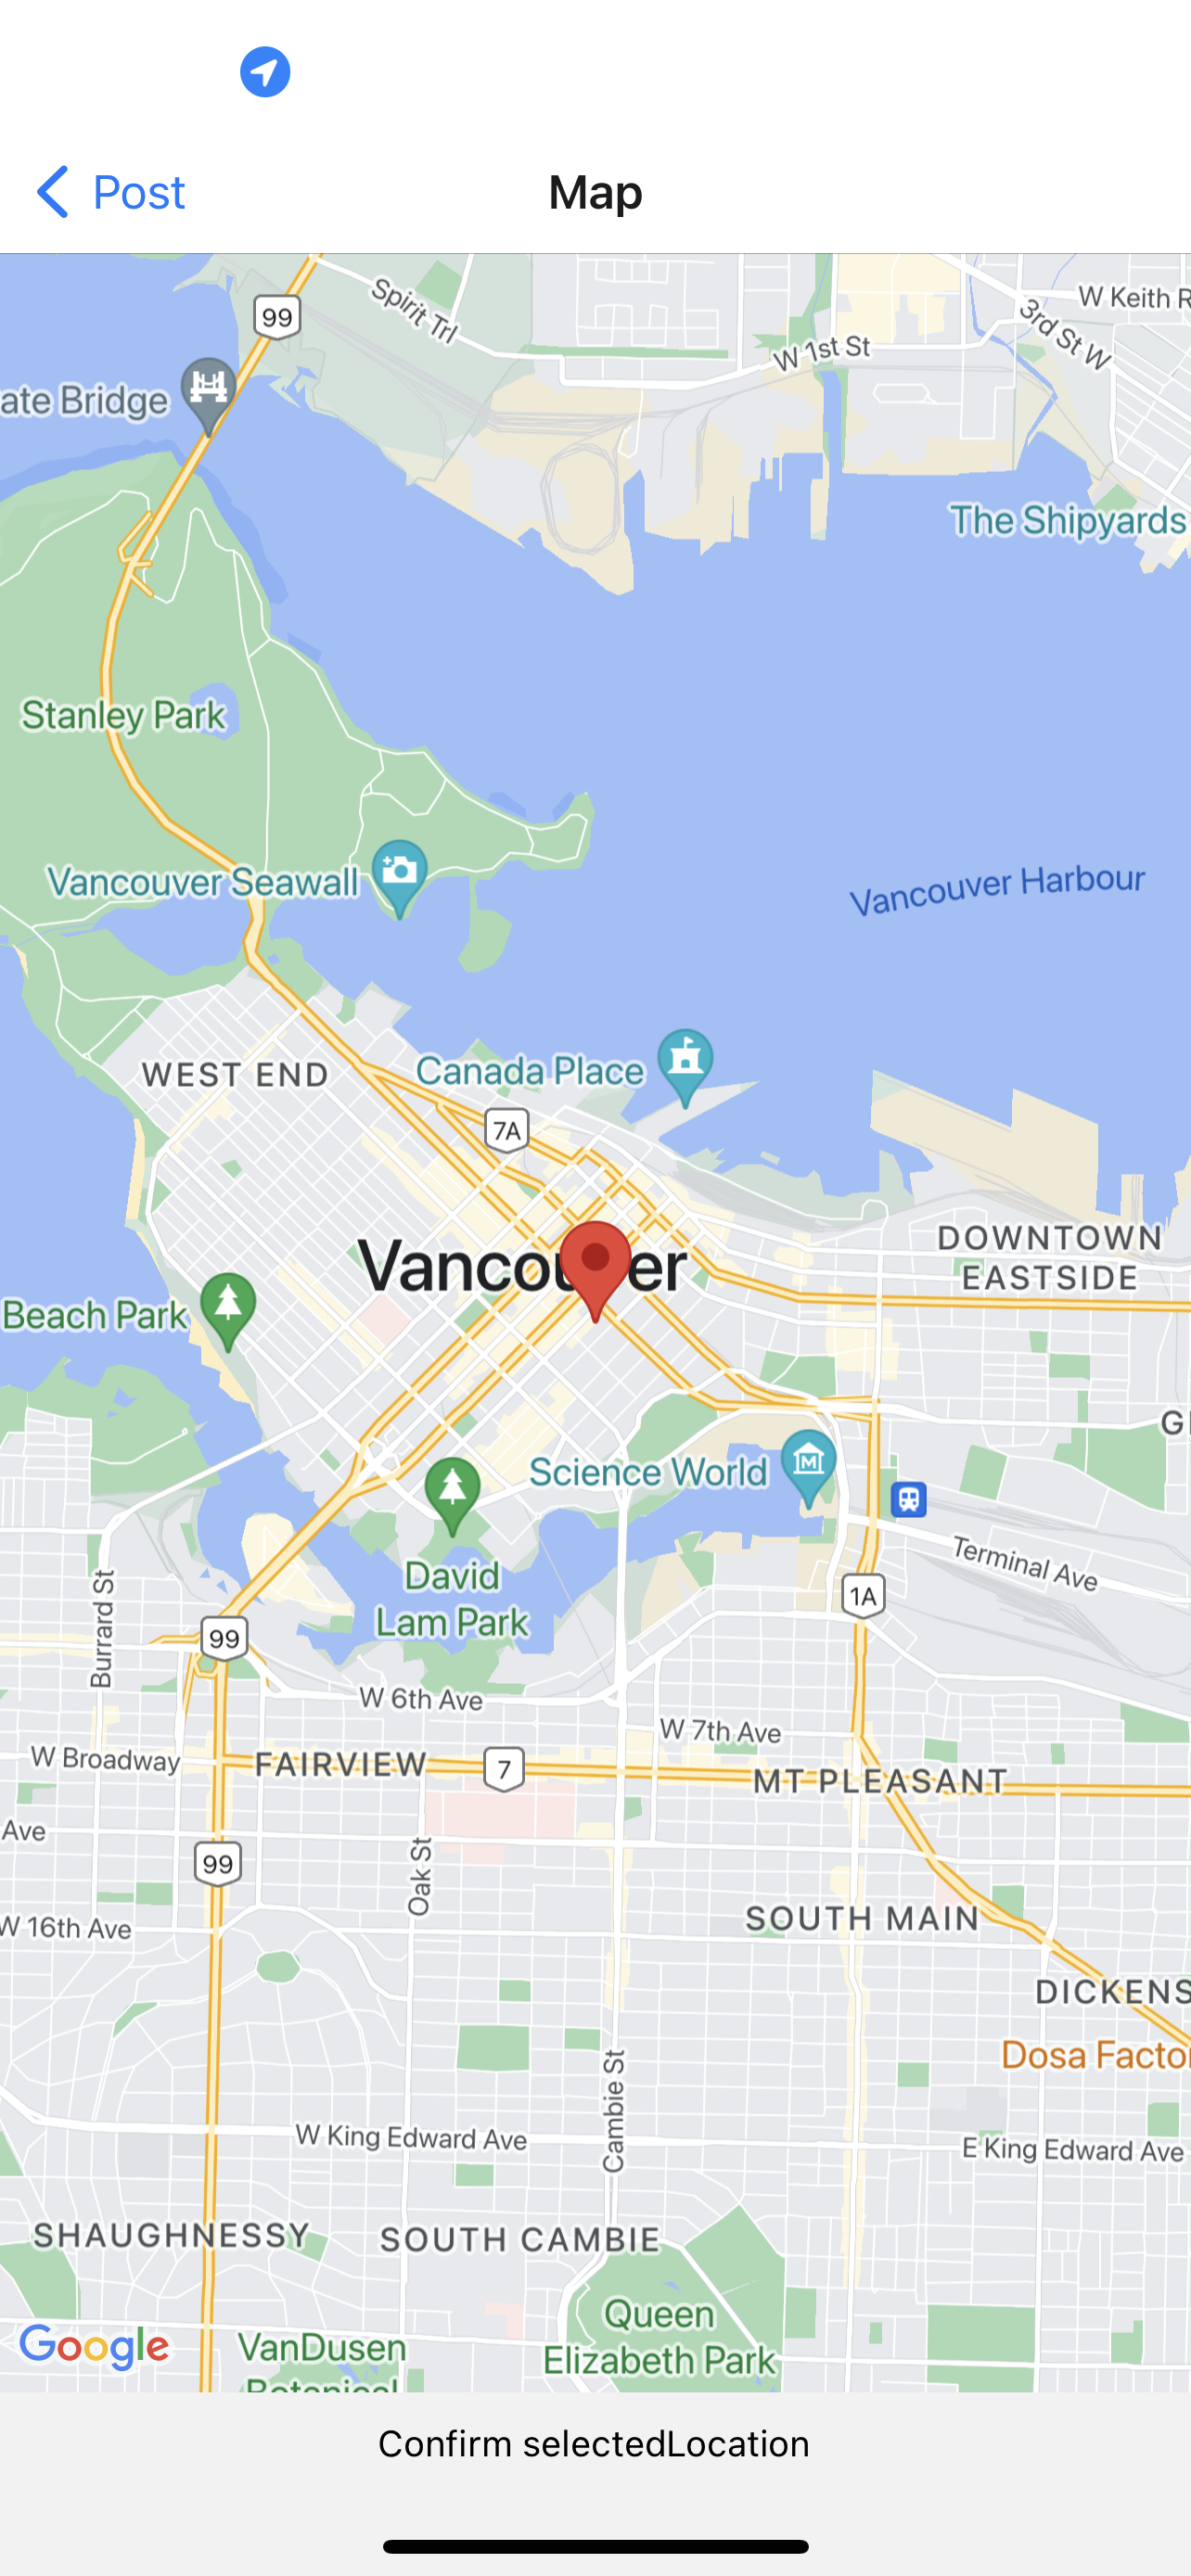 Post
Map
99
Spirit Trl
W Keith R
3rd St W
W 1st St
ate Bridge
The Shipyards
Stanley Park
Vancouver Seawall
Vancouver Harbour
WEST END
Canada Place
7A
DOWNTOWN
EASTSIDE
Vancouver
Beach Park
G
Science World
M
David
Lam Park
Terminal Ave
1A
Burrard St
99
W 6th Ave
W 7th Ave
W Broadway
FAIRVIEW
7
MT PLEASANT
Ave
99
Oak St
W 16th Ave
SOUTH MAIN
DICKENS
Dosa Facto
Cambie St
W King Edward Ave
E King Edward Ave
SHAUGHNESSY
SOUTH CAMBIE
Queen
Elizabeth Park
Google
VanDusen
Botanical
Confirm selectedLocation